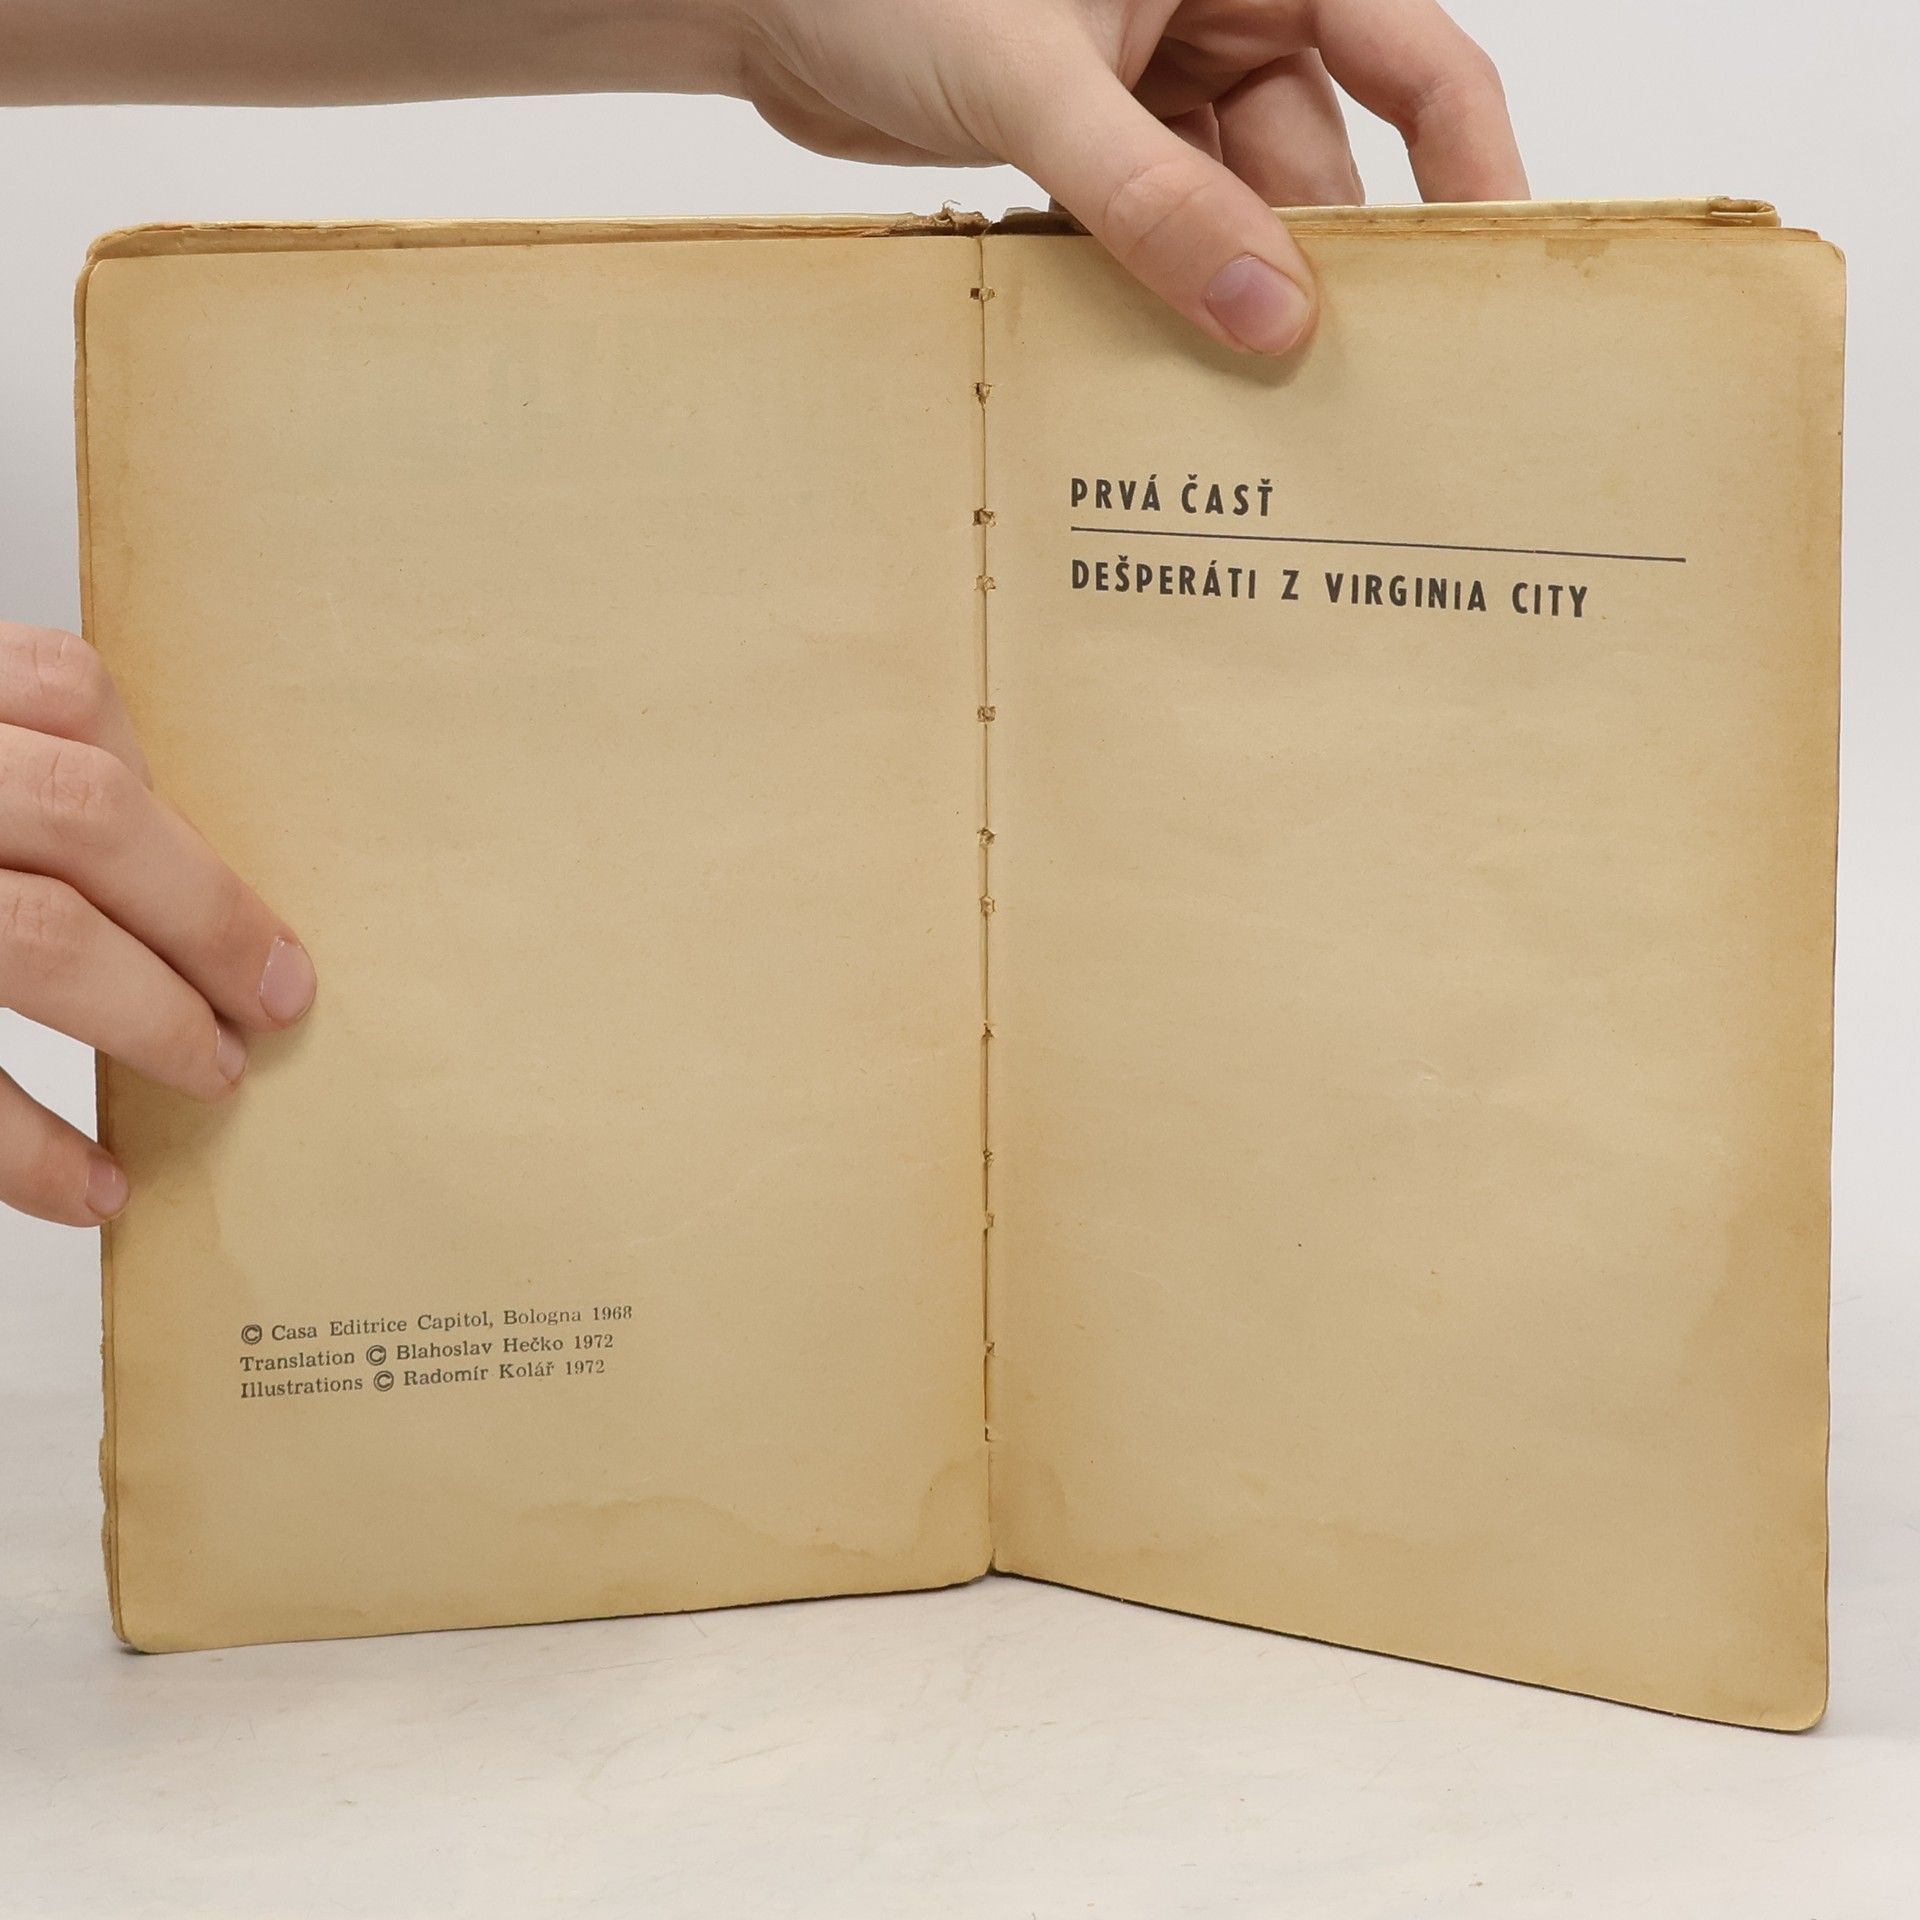 © Casa Editrice Capitol, Bologna 1968
Translation © Blahoslav Hečko 1972
Illustrations © Radomír Kolář 1972
PRVÁ ČASŤ
DEŠPERÁTI Z VIRGINIA CITY